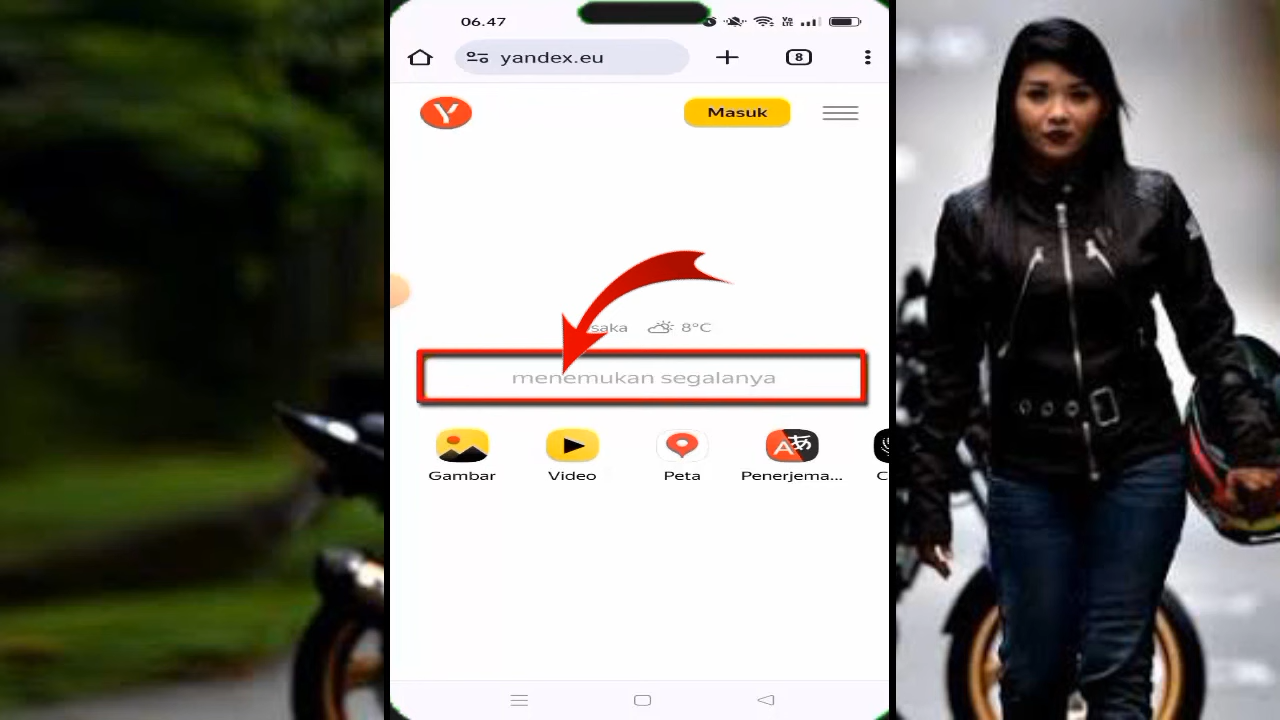 06.47
yandex.eu
8
Y
Masuk
saka 8°C
menemukan segalanya
Gambar
Video
Peta
Penerjema...
C